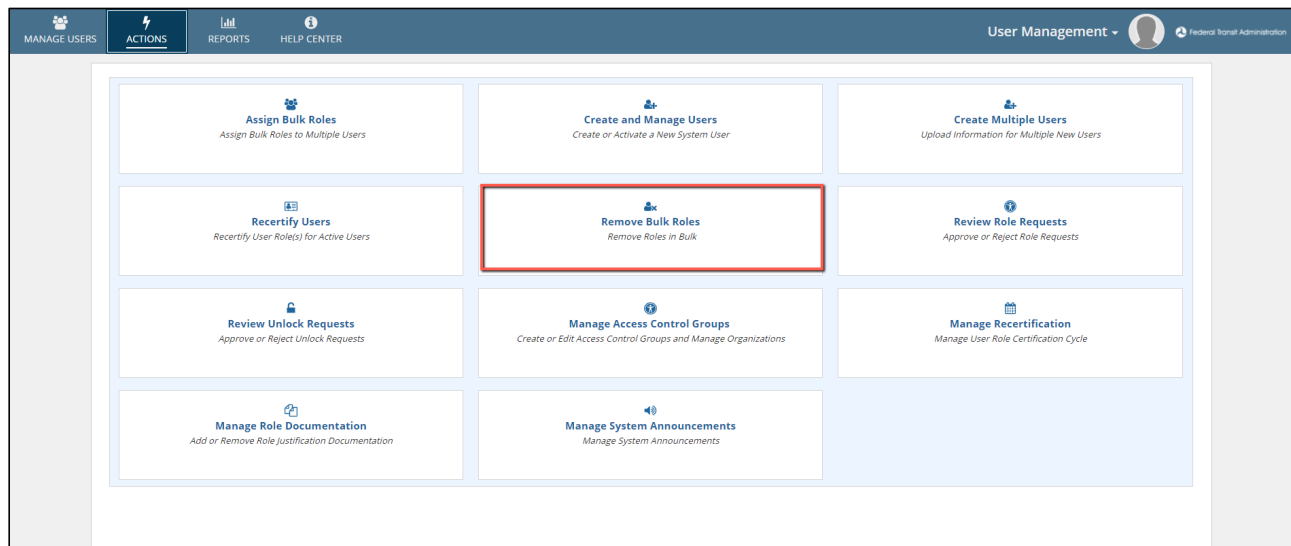 MANAGE USERS
ACTIONS
REPORTS
HELP CENTER
User Management
Federal Transit Administration
Assign Bulk Roles
Assign Bulk Roles to Multiple Users
Create and Manage Users
Create or Activate a New System User
Create Multiple Users
Upload Information for Multiple New Users
Recertify Users
Recertify User Role(s) for Active Users
Remove Bulk Roles
Remove Roles in Bulk
Review Role Requests
Approve or Reject Role Requests
Review Unlock Requests
Approve or Reject Unlock Requests
Manage Access Control Groups
Create or Edit Access Control Groups and Manage Organizations
Manage Recertification
Manage User Role Certification Cycle
Manage Role Documentation
Add or Remove Role Justification Documentation
Manage System Announcements
Manage System Announcements